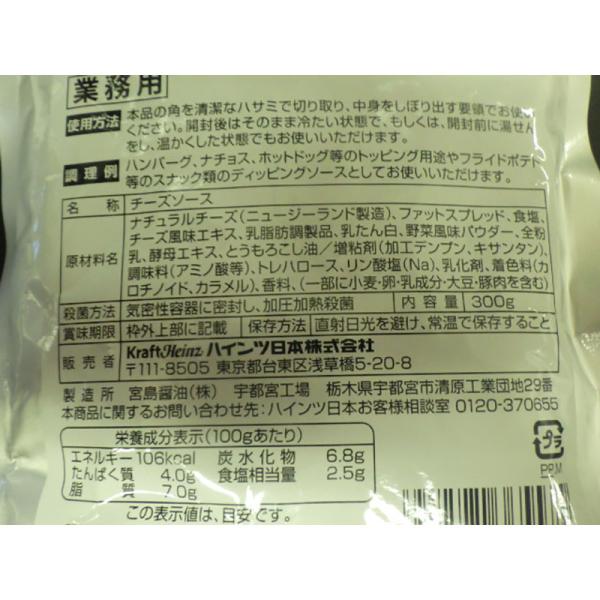 業務用
使用方法 本品の角を清潔なハサミで切り取り、中身をしぼり出す要領でお使い
ください。開封後はそのまま冷たい状態で、もしくは、開封前に湯せん
をし、温かくした状態でもお使いいただけます。
調理例 ハンバーグ、ナチョス、ホットドッグ等のトッピング用途やフライドポテト
等のスナック類のディッピングソースとしてお使いいただけます。
名称 チーズソース
原材料名 ナチュラルチーズ(ニュージーランド製造)、ファットスプレッド、食塩、
チーズ風味エキス、乳脂肪調製品、乳たん白、野菜風味パウダー、全粉
乳、酵母エキス、とうもろこし油/増粘剤(加工デンプン、キサンタン)、
調味料(アミノ酸等)、トレハロース、リン酸塩(Na)、乳化剤、着色料(カ
ロチノイド、カラメル)、香料、(一部に小麦・卵・乳成分・大豆・豚肉を含む)
殺菌方法 気密性容器に密封し、加圧加熱殺菌 内容量 300g
賞味期限 枠外上部に記載 保存方法 直射日光を避け、常温で保存すること
販売者 KraftHeinz ハインツ日本株式会社
〒111-8505 東京都台東区浅草橋5-20-8
製造所 宮島醤油(株) 宇都宮工場 栃木県宇都宮市清原工業団地29番
本商品に関するお問い合わせ先:ハインツ日本お客様相談室 0120-370655
栄養成分表示(100gあたり)
エネルギー 106kcal 炭水化物 6.8g
たんぱく質 4.0g 食塩相当量 2.5g
脂質 7.0g
この表示値は、目安です。
プラ
PP,M